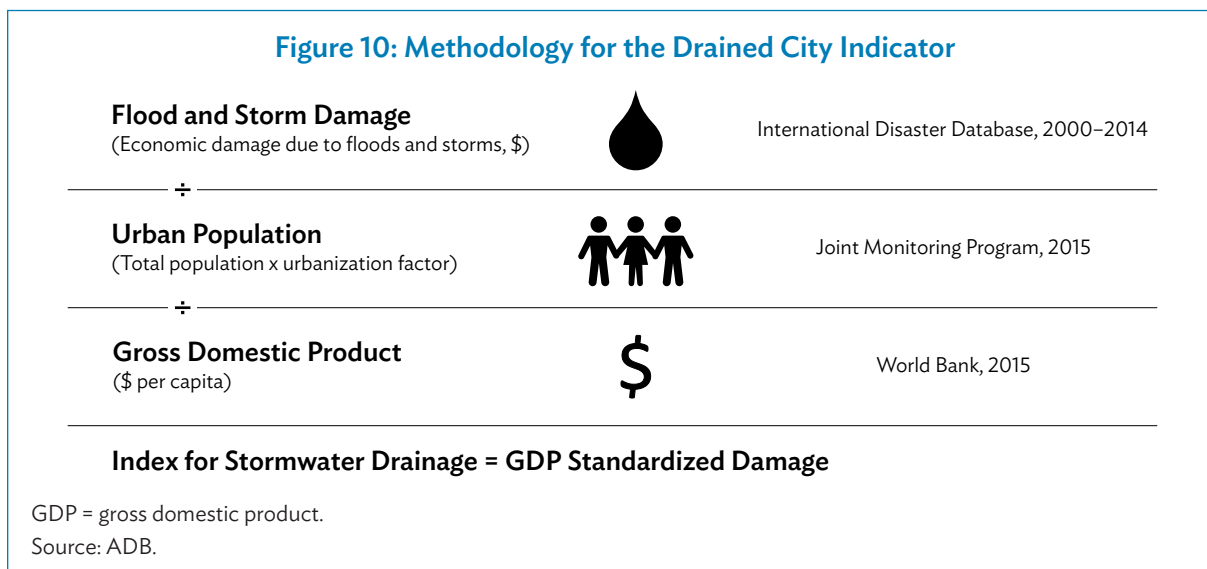 Figure 10: Methodology for the Drained City Indicator
Flood and Storm Damage
(Economic damage due to floods and storms, $)
International Disaster Database, 2000–2014
÷
Urban Population
(Total population x urbanization factor)
Joint Monitoring Program, 2015
÷
Gross Domestic Product
($ per capita)
$
World Bank, 2015
Index for Stormwater Drainage = GDP Standardized Damage
GDP = gross domestic product.
Source: ADB.